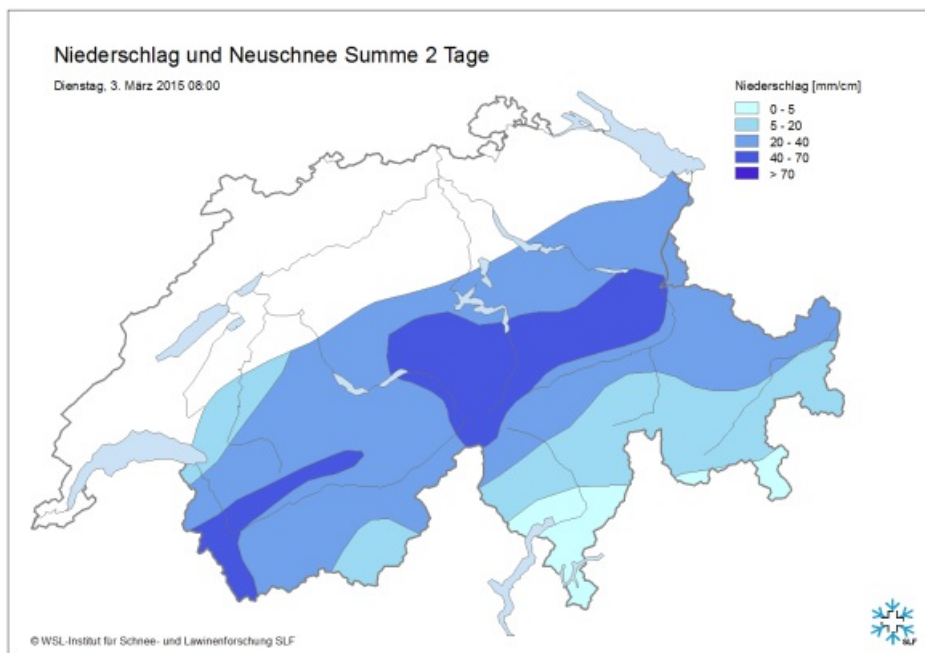 Niederschlag und Neuschnee Summe 2 Tage
Dienstag, 3. März 2015 08:00
Niederschlag [mm/cm]
0 - 5
5 - 20
20 - 40
40 - 70
> 70
© WSL-Institut für Schnee- und Lawinenforschung SLF
SLF